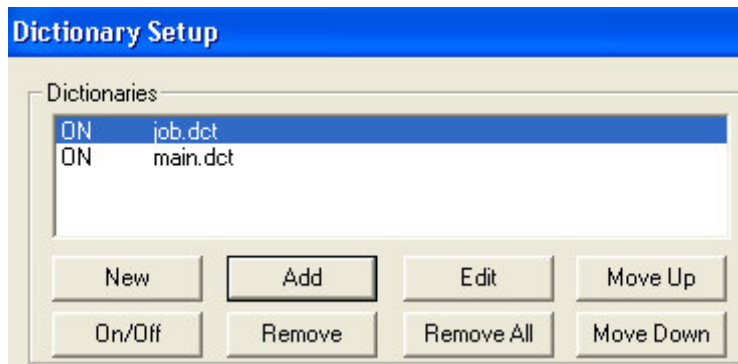 Dictionary Setup
Dictionaries
ON job.dct
ON main.dct
New Add Edit Move Up
On/Off Remove Remove All Move Down